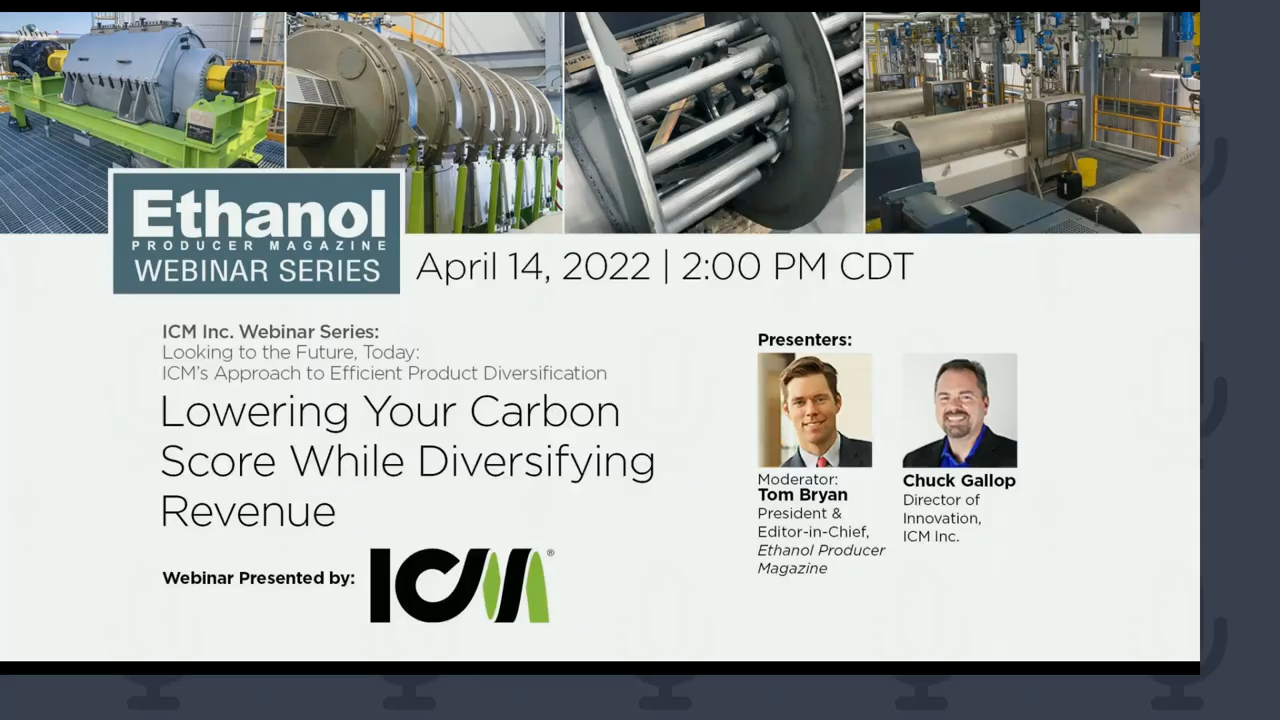 Ethanol
PRODUCER MAGAZINE
WEBINAR SERIES
April 14, 2022 | 2:00 PM CDT
ICM Inc. Webinar Series:
Looking to the Future, Today:
ICM's Approach to Efficient Product Diversification
Lowering Your Carbon
Score While Diversifying
Revenue
Webinar Presented by:
ICM®
Presenters:
Moderator:
Tom Bryan
President &
Editor-in-Chief,
Ethanol Producer
Magazine
Chuck Gallop
Director of
Innovation,
ICM Inc.